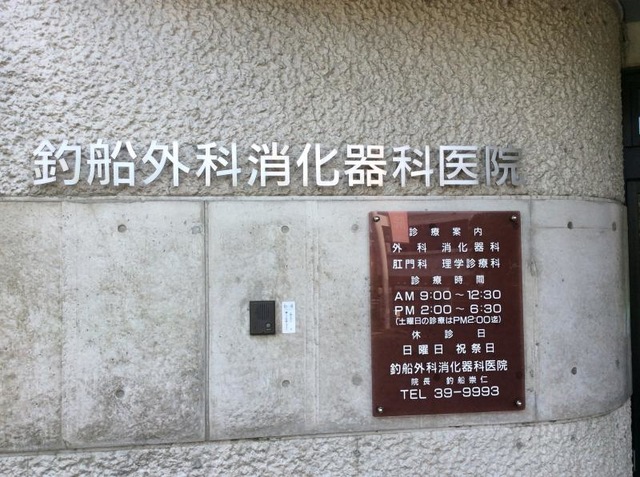 釣船外科消化器科医院
診療案内
外科 消化器科
肛門科 理学診療科
診療時間
AM 9:00～12:30
PM 2:00～6:30
(土曜日の診療はPM2:00迄)
休診日
日曜日 祝祭日
釣船外科消化器科医院
院長 釣船崇仁
TEL 39-9993